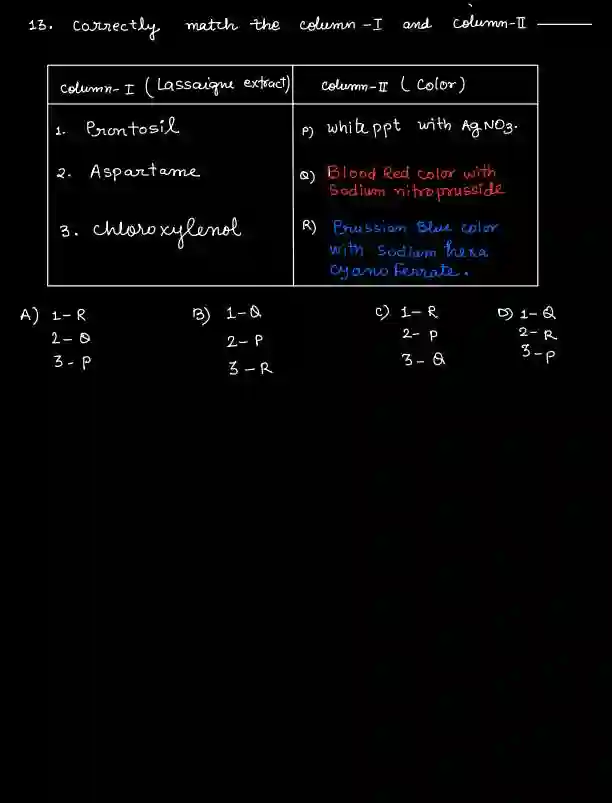 13. Correctly match the column-I and column-II ———
column-I (Lassaigne extract) column-II (Color)
1. Prontosil P) white ppt with AgNO3.
2. Aspartame Q) Blood Red color with
Sodium nitroprusside
3. chloroxylenol R) Prussian Blue color
with sodium hexa
cyano Ferrate.
A) 1-R B) 1-Q C) 1-R D) 1-Q
2-Q 2-P 2-P 2-R
3-P 3-R 3-Q 3-P